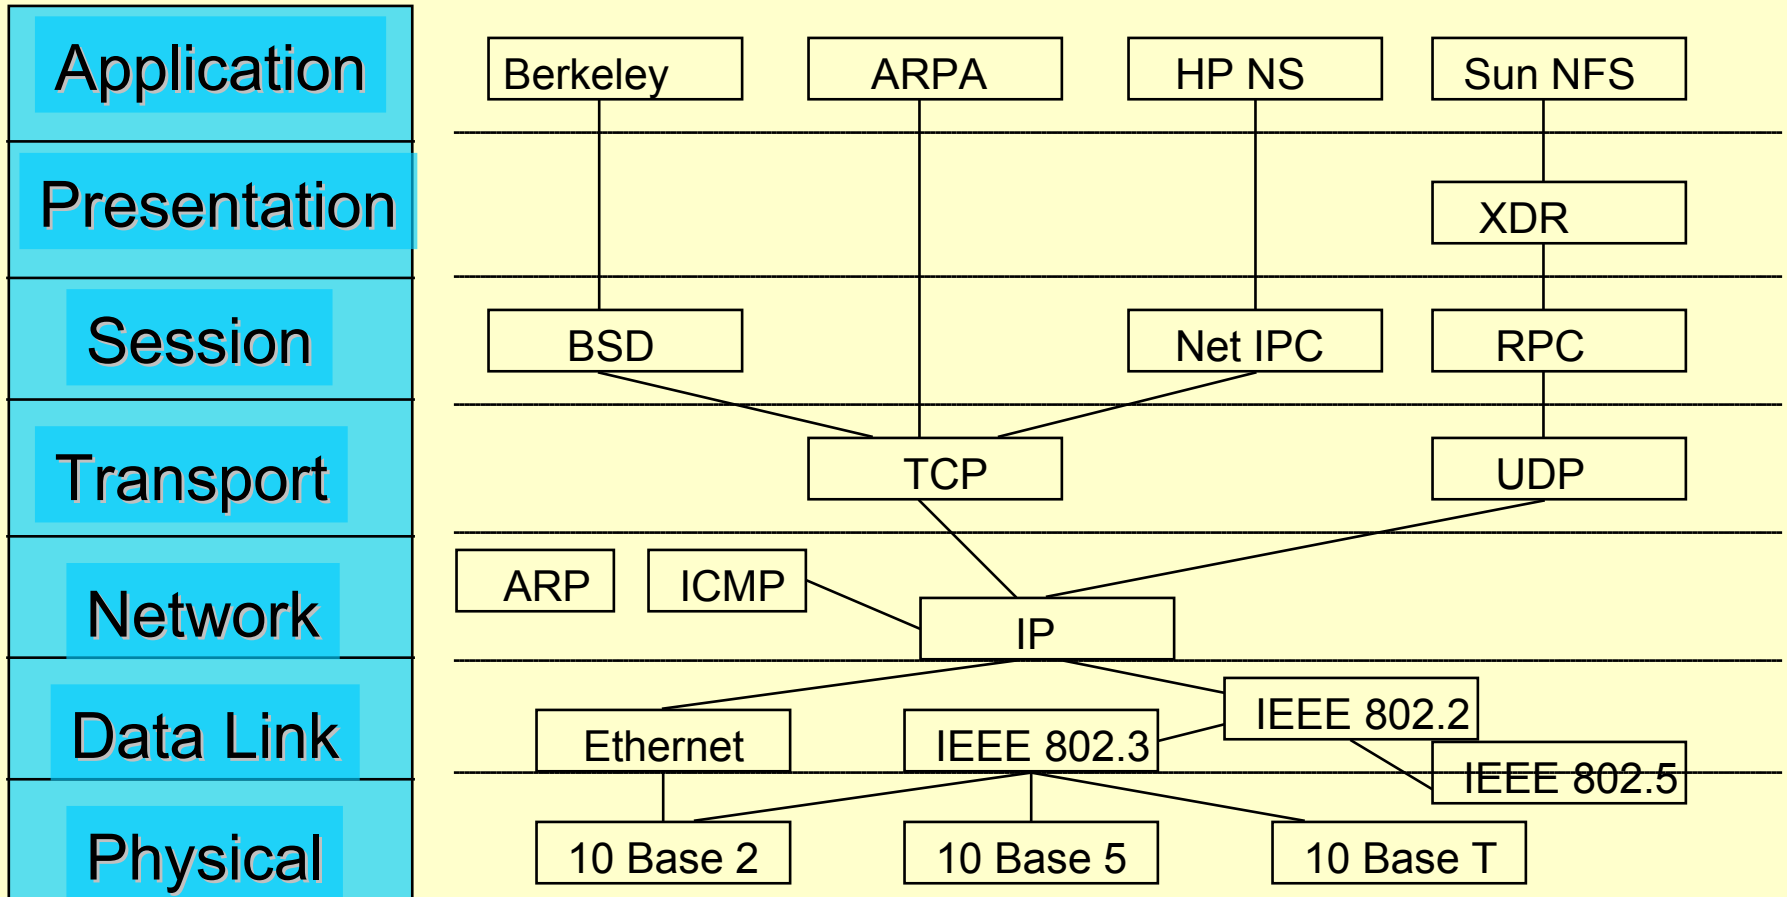 Application
Berkeley
ARPA
HP NS
Sun NFS
Presentation
XDR
Session
BSD
Net IPC
RPC
Transport
TCP
UDP
Network
ARP
ICMP
IP
Data Link
Ethernet
IEEE 802.3
IEEE 802.2
IEEE 802.5
Physical
10 Base 2
10 Base 5
10 Base T